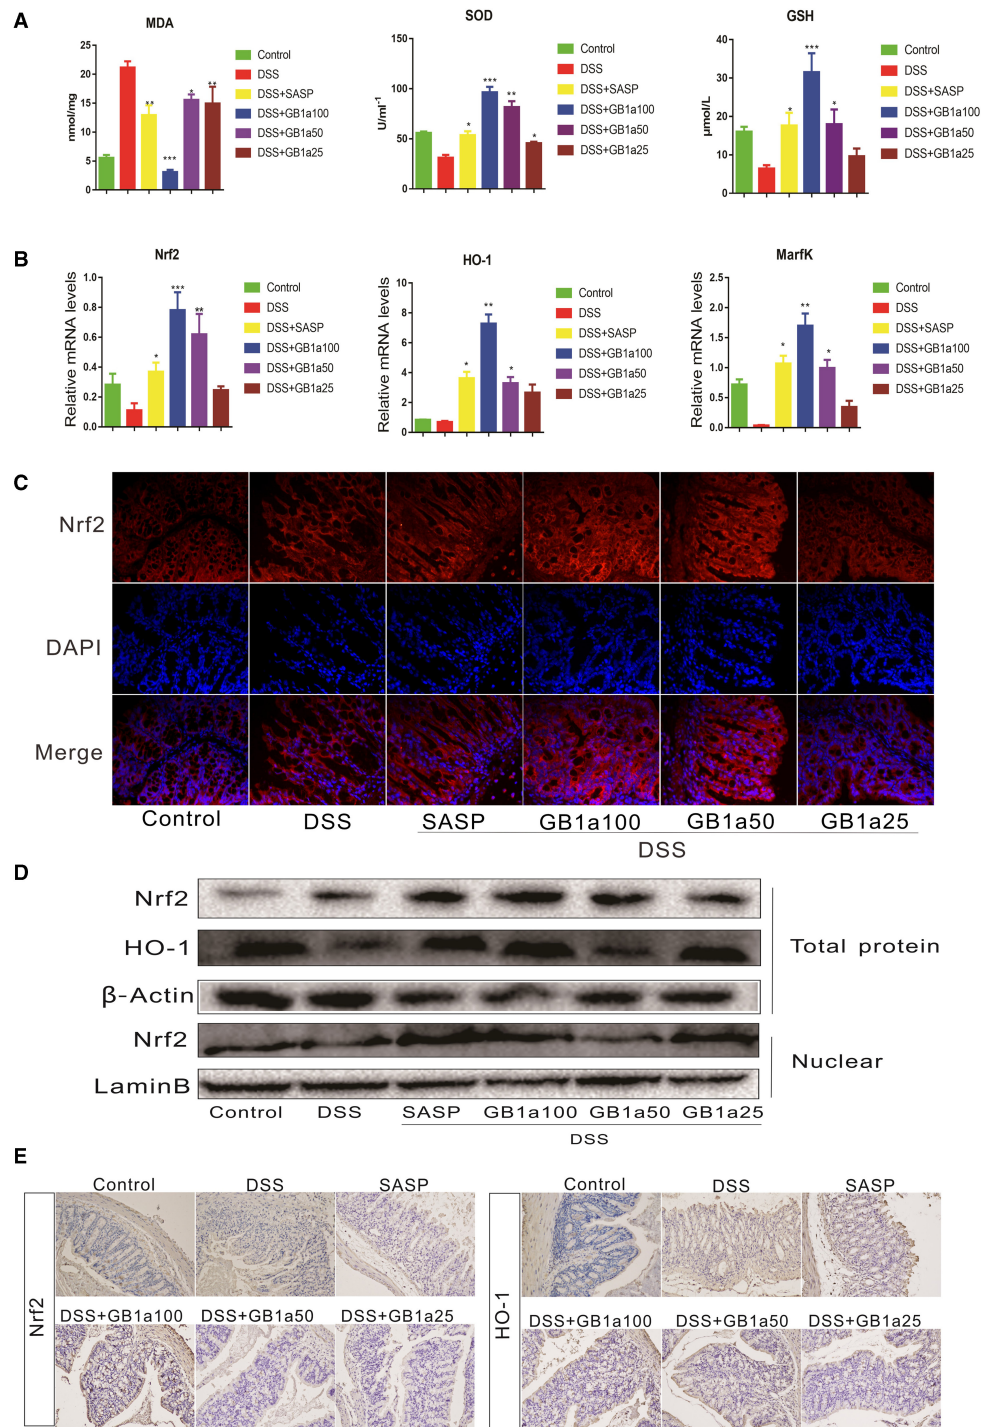 A
MDA
nmol/mg
25
20
15
10
5
0
**
***
*
**
Control
DSS
DSS+SASP
DSS+GB1a100
DSS+GB1a50
DSS+GB1a25
SOD
U/ml⁻¹
150
100
50
0
*
***
**
*
Control
DSS
DSS+SASP
DSS+GB1a100
DSS+GB1a50
DSS+GB1a25
GSH
µmol/L
40
30
20
10
0
*
***
*
Control
DSS
DSS+SASP
DSS+GB1a100
DSS+GB1a50
DSS+GB1a25
B
Nrf2
Relative mRNA levels
1.0
0.8
0.6
0.4
0.2
0.0
*
***
**
Control
DSS
DSS+SASP
DSS+GB1a100
DSS+GB1a50
DSS+GB1a25
HO-1
Relative mRNA levels
10
8
6
4
2
0
*
**
*
Control
DSS
DSS+SASP
DSS+GB1a100
DSS+GB1a50
DSS+GB1a25
MarfK
Relative mRNA levels
2.5
2.0
1.5
1.0
0.5
0.0
*
**
*
Control
DSS
DSS+SASP
DSS+GB1a100
DSS+GB1a50
DSS+GB1a25
C
Nrf2
DAPI
Merge
Control DSS SASP GB1a100 GB1a50 GB1a25
DSS
D
Nrf2
HO-1
β-Actin
Total protein
Nrf2
LaminB
Nuclear
Control DSS SASP GB1a100 GB1a50 GB1a25
DSS
E
Nrf2
Control DSS SASP
DSS+GB1a100 DSS+GB1a50 DSS+GB1a25
HO-1
Control DSS SASP
DSS+GB1a100 DSS+GB1a50 DSS+GB1a25